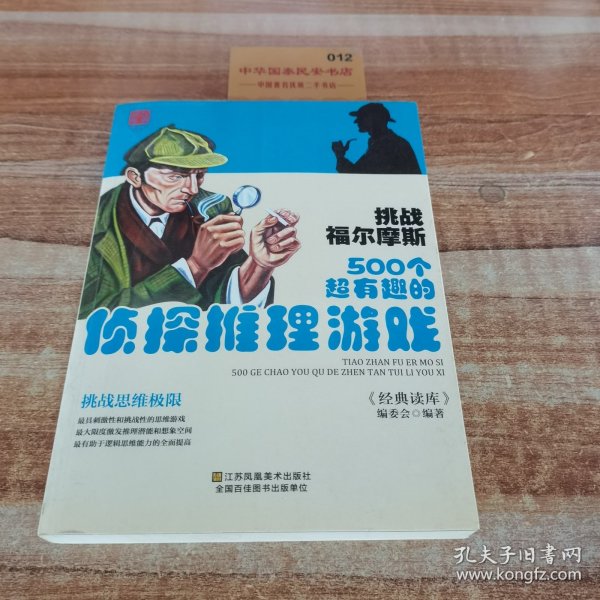 012
中华国泰民安书店
中国著名优质二手书店
挑战
福尔摩斯
500个
超有趣的
侦探推理游戏
TIAO ZHAN FU ER MO SI
500 GE CHAO YOU QU DE ZHEN TAN TUI LI YOU XI
挑战思维极限
《经典读库》
编委会◎编著
最具刺激性和挑战性的思维游戏
最大限度激发推理潜能和想象空间
最有助于逻辑思维能力的全面提高
江苏凤凰美术出版社
全国百佳图书出版单位
孔夫子旧书网
www.kongfz.com